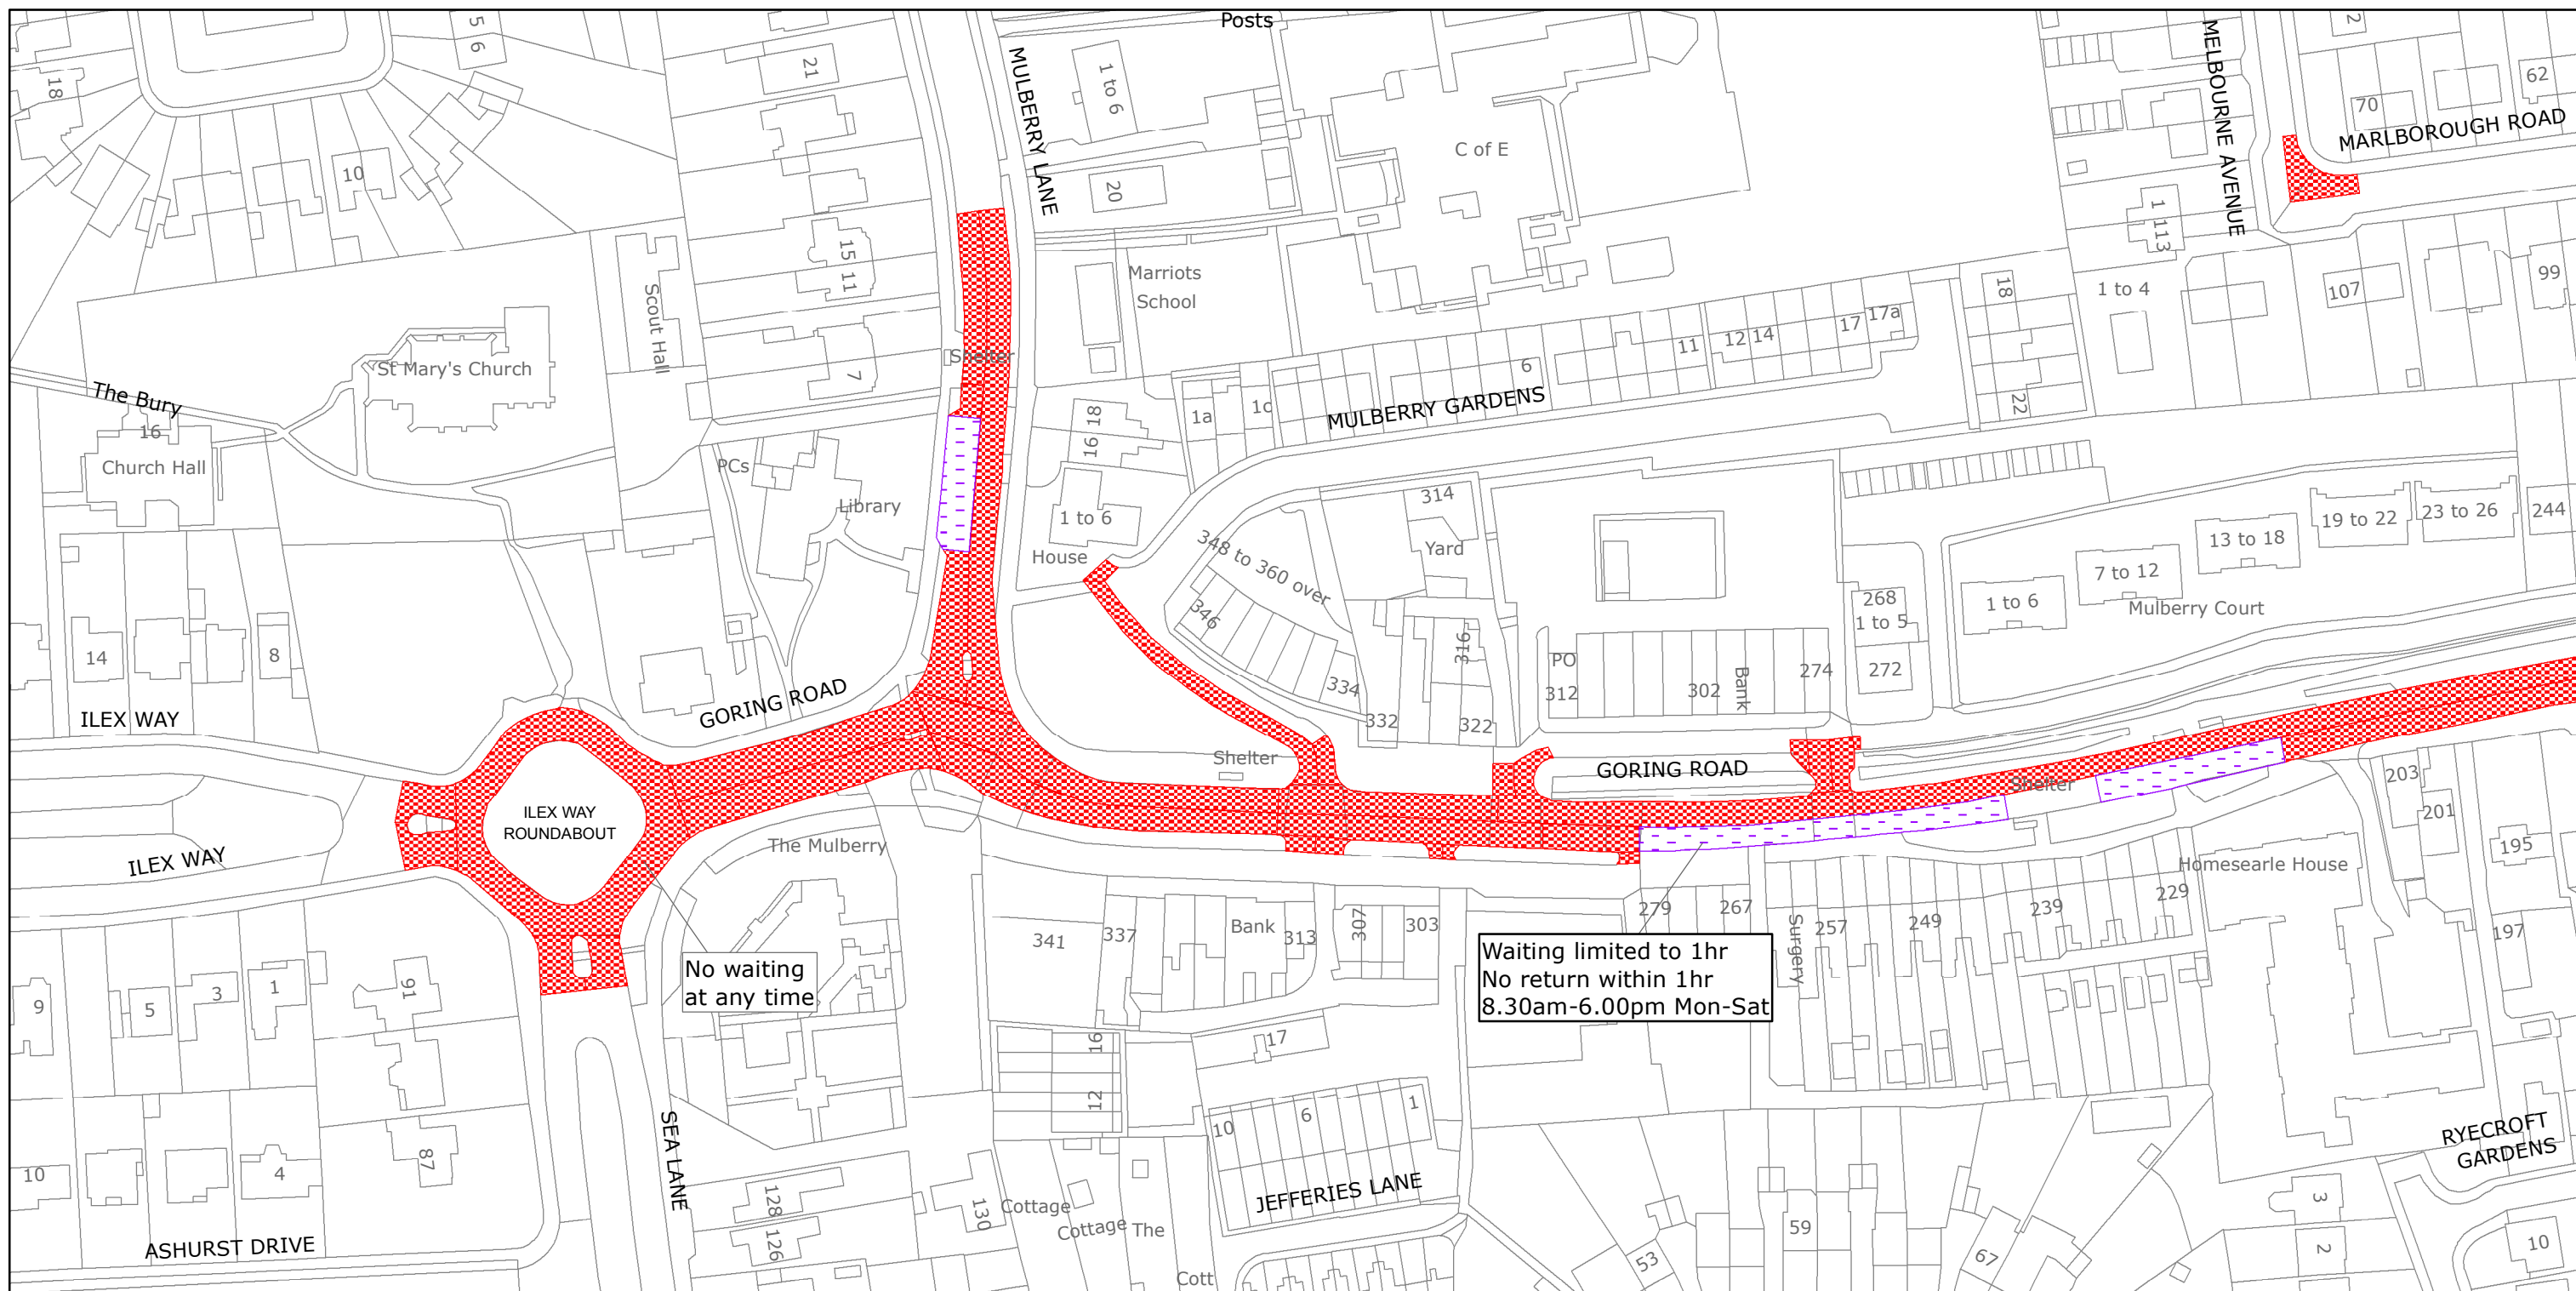 Posts
5 6
18
21
MULBERRY LANE
1 to 6
MELBOURNE AVENUE
2
62
70
MARLBOROUGH ROAD
C of E
10
20
1
113
15 11
Scout Hall
Marriots
School
18
1 to 4
107
99
St Mary's Church
7
Shelter
The Bury
16
Church Hall
PCs
Library
16 18
1a
1c
6
MULBERRY GARDENS
11
12 14
17
17a
22
1 to 6
House
348 to 360 over
346
334
332
314
Yard
316
322
PO
312
302
Bank
274
268
1 to 5
272
1 to 6
7 to 12
13 to 18
19 to 22
23 to 26
244
Mulberry Court
14
8
ILEX WAY
GORING ROAD
Shelter
GORING ROAD
Shelter
ILEX WAY
ROUNDABOUT
ILEX WAY
The Mulberry
203
201
195
197
Homesearle House
341
337
Bank
313
307
303
279
267
Surgery
257
249
239
229
No waiting
at any time
Waiting limited to 1hr
No return within 1hr
8.30am-6.00pm Mon-Sat
9
5
3
1
91
87
10
4
ASHURST DRIVE
SEA LANE
16
12
17
10
6
1
JEFFERIES LANE
128
126
130
Cottage
Cottage
The
Cott
53
59
67
RYECROFT
GARDENS
3
2
10